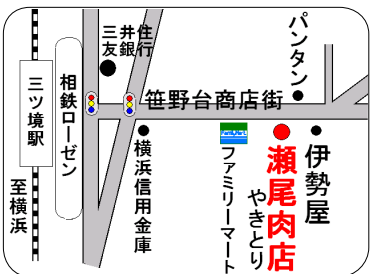 三井住
友銀行
パンタン
三ツ境駅
相鉄ローゼン
笹野台商店街
至横浜
横浜信用金庫
FamilyMart
ファミリーマート
やきとり
瀬尾肉店
伊勢屋